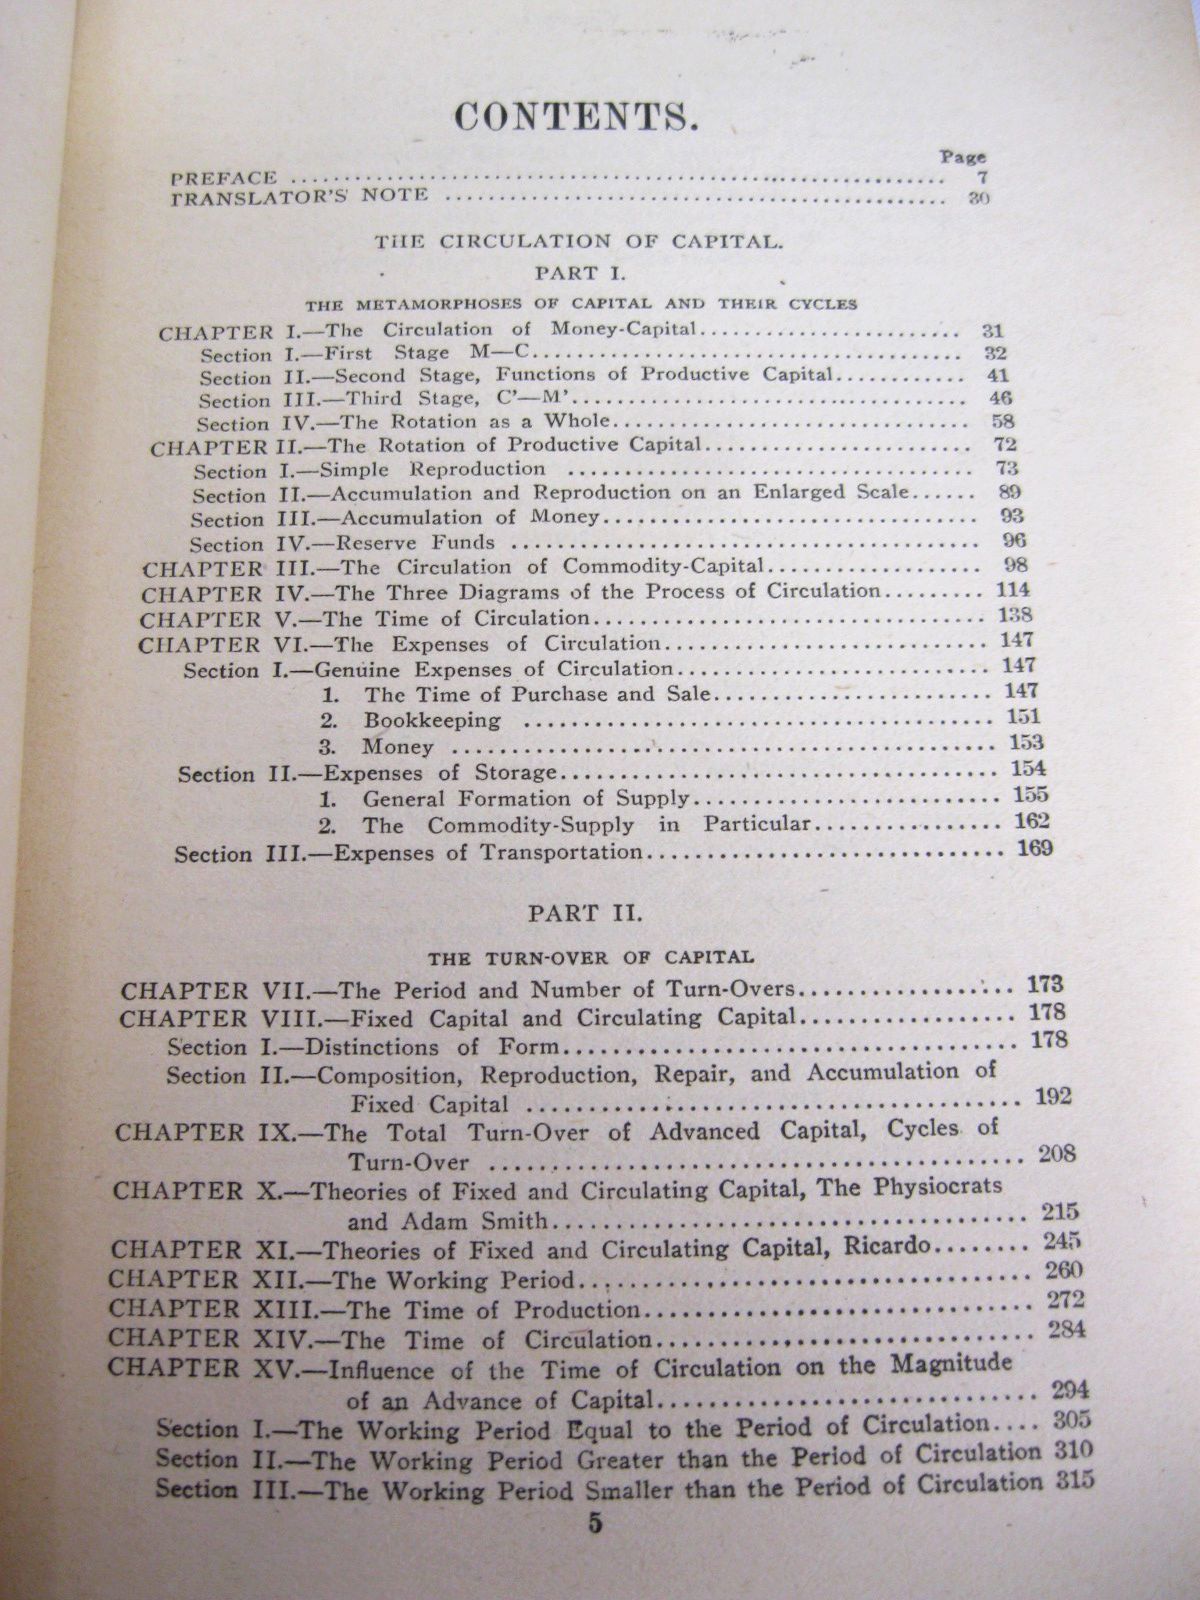 CONTENTS.
Page
PREFACE ........................................................ 7
TRANSLATOR'S NOTE ............................................ 30
THE CIRCULATION OF CAPITAL.
PART I.
THE METAMORPHOSES OF CAPITAL AND THEIR CYCLES
CHAPTER I.—The Circulation of Money-Capital........................ 31
Section I.—First Stage M—C....................................... 32
Section II.—Second Stage, Functions of Productive Capital............ 41
Section III.—Third Stage, C'—M'................................... 46
Section IV.—The Rotation as a Whole............................... 58
CHAPTER II.—The Rotation of Productive Capital....................... 72
Section I.—Simple Reproduction ................................... 73
Section II.—Accumulation and Reproduction on an Enlarged Scale...... 89
Section III.—Accumulation of Money................................ 93
Section IV.—Reserve Funds ........................................ 96
CHAPTER III.—The Circulation of Commodity-Capital................... 98
CHAPTER IV.—The Three Diagrams of the Process of Circulation......... 114
CHAPTER V.—The Time of Circulation................................. 138
CHAPTER VI.—The Expenses of Circulation............................ 147
Section I.—Genuine Expenses of Circulation........................... 147
1. The Time of Purchase and Sale......................... 147
2. Bookkeeping ........................................ 151
3. Money .............................................. 153
Section II.—Expenses of Storage..................................... 154
1. General Formation of Supply........................... 155
2. The Commodity-Supply in Particular................ 162
Section III.—Expenses of Transportation.............................. 169
PART II.
THE TURN-OVER OF CAPITAL
CHAPTER VII.—The Period and Number of Turn-Overs.................. 173
CHAPTER VIII.—Fixed Capital and Circulating Capital.................. 178
Section I.—Distinctions of Form..................................... 178
Section II.—Composition, Reproduction, Repair, and Accumulation of
Fixed Capital ......................................... 192
CHAPTER IX.—The Total Turn-Over of Advanced Capital, Cycles of
Turn-Over ............................................ 208
CHAPTER X.—Theories of Fixed and Circulating Capital, The Physiocrats
and Adam Smith....................................... 215
CHAPTER XI.—Theories of Fixed and Circulating Capital, Ricardo........ 245
CHAPTER XII.—The Working Period.................................. 260
CHAPTER XIII.—The Time of Production.............................. 272
CHAPTER XIV.—The Time of Circulation.............................. 284
CHAPTER XV.—Influence of the Time of Circulation on the Magnitude
of an Advance of Capital.............................. 294
Section I.—The Working Period Equal to the Period of Circulation.... 305
Section II.—The Working Period Greater than the Period of Circulation 310
Section III.—The Working Period Smaller than the Period of Circulation 315
5